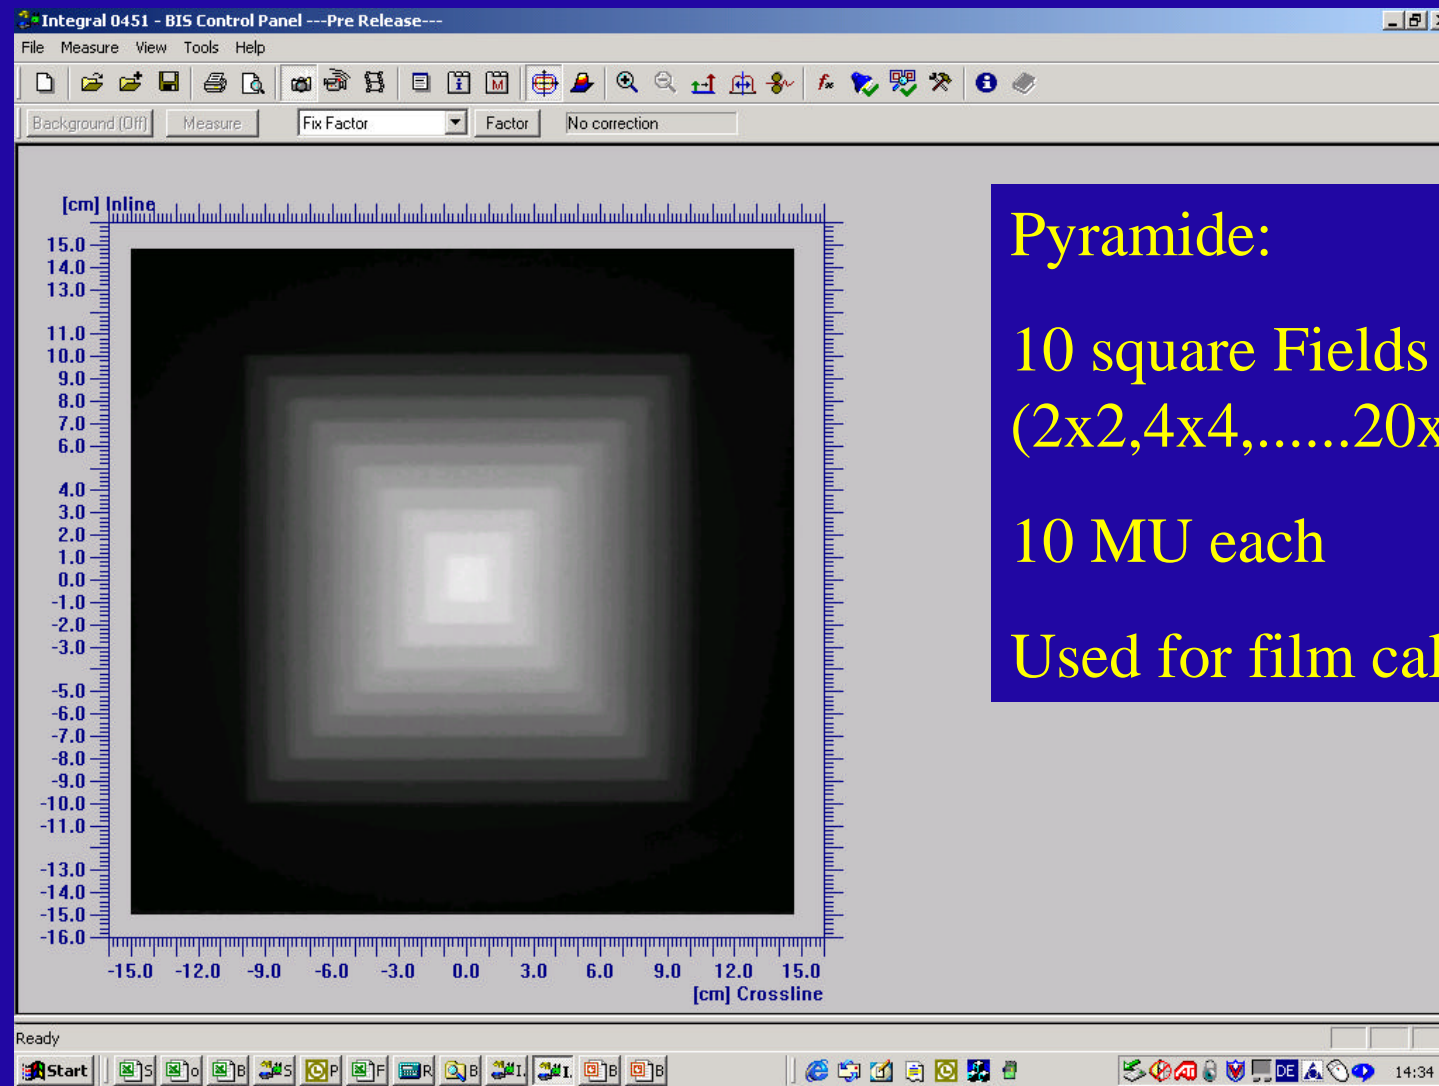 Integral 0451 - BIS Control Panel ---Pre Release---
File Measure View Tools Help
Background (Off) Measure Fix Factor Factor No correction
[cm] Inline
15.0
14.0
13.0
11.0
10.0
9.0
8.0
7.0
6.0
4.0
3.0
2.0
1.0
0.0
-1.0
-2.0
-3.0
-5.0
-6.0
-7.0
-8.0
-9.0
-10.0
-11.0
-13.0
-14.0
-15.0
-16.0
-15.0 -12.0 -9.0 -6.0 -3.0 0.0 3.0 6.0 9.0 12.0 15.0
[cm] Crossline
Pyramide:
10 square Fields
(2x2,4x4,......20x
10 MU each
Used for film cal
Ready
Start S o B S P F R B I. I. B B DE 14:34